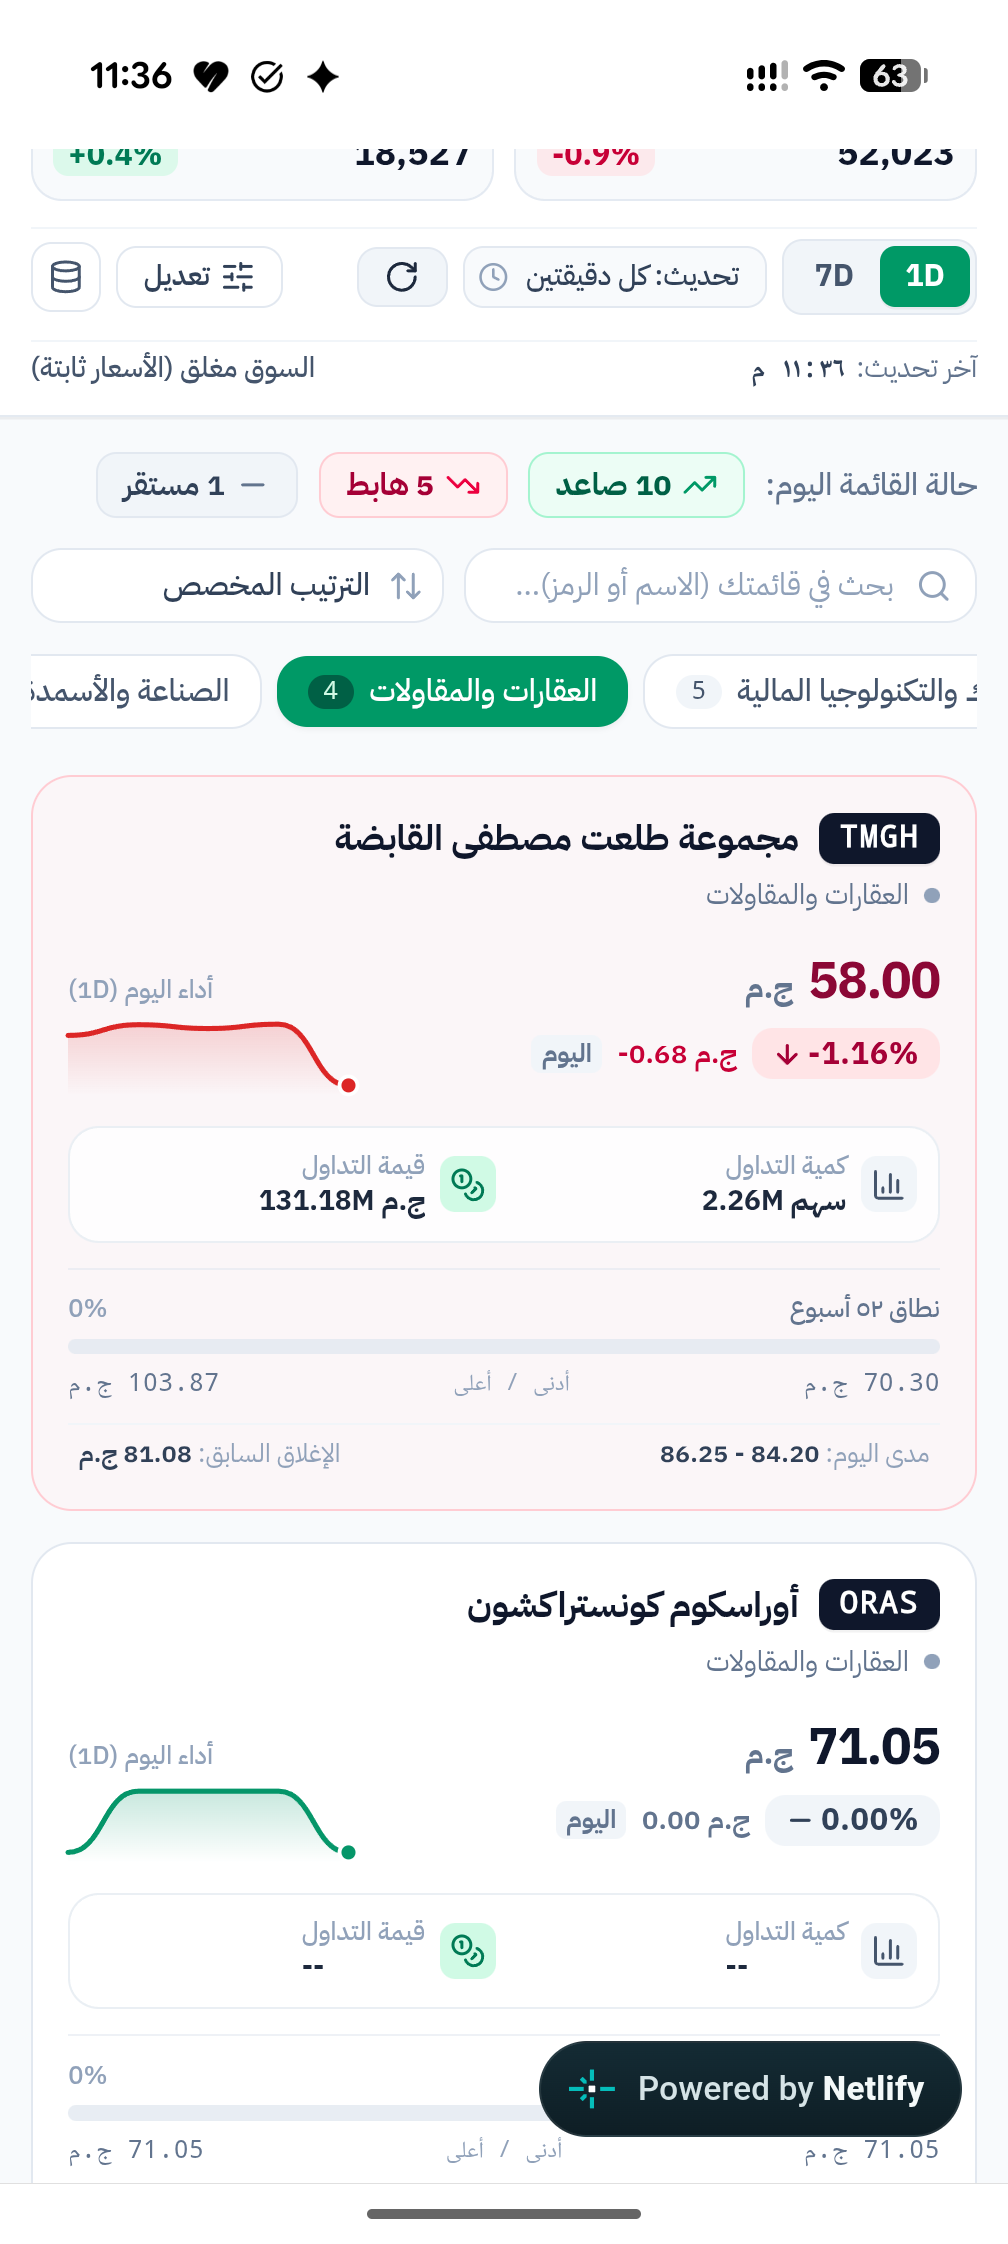 11:36
63
52,023 -0.9% 18,527 +0.4%
1D 7D تحديث: كل دقيقتين تعديل
آخر تحديث: ١١:٣٦ م السوق مغلق (الأسعار ثابتة)
حالة القائمة اليوم: 10 صاعد 5 هابط 1 مستقر
بحث في قائمتك (الاسم أو الرمز)... الترتيب المخصص
والتكنولوجيا المالية 5 العقارات والمقاولات 4 الصناعة والأسمدة
TMGH مجموعة طلعت مصطفى القابضة
العقارات والمقاولات
58.00 ج.م أداء اليوم (1D)
-1.16% ج.م 0.68- اليوم
كمية التداول قيمة التداول
2.26M سهم 131.18M ج.م
نطاق ٥٢ أسبوع 0%
70.30 ج.م أدنى / أعلى 103.87 ج.م
مدى اليوم: 84.20 - 86.25 الإغلاق السابق: 81.08 ج.م
ORAS أوراسكوم كونستراكشون
العقارات والمقاولات
71.05 ج.م أداء اليوم (1D)
0.00% ج.م 0.00 اليوم
كمية التداول قيمة التداول
-- --
0%
Powered by Netlify
71.05 ج.م أدنى / أعلى 71.05 ج.م